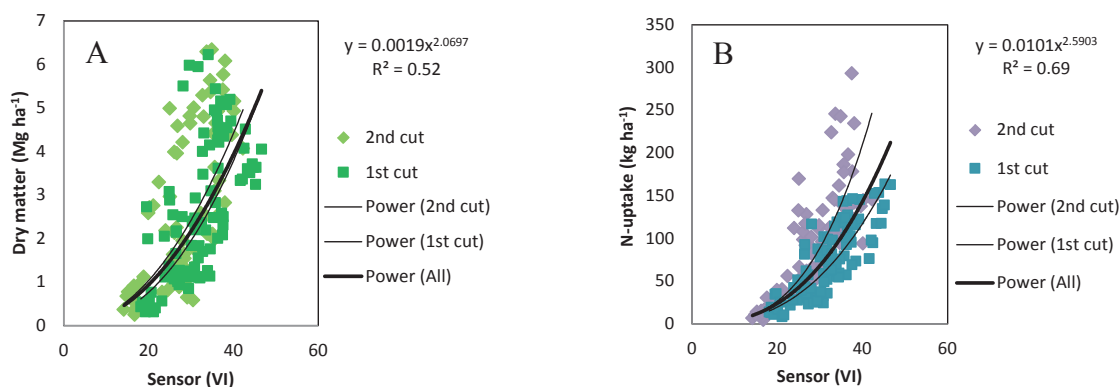 A
y = 0.0019x^2.0697
R² = 0.52
7
6
5
4
3
2
1
0
Dry matter (Mg ha⁻¹)
0 20 40 60
Sensor (VI)
2nd cut
1st cut
Power (2nd cut)
Power (1st cut)
Power (All)
B
y = 0.0101x^2.5903
R² = 0.69
350
300
250
200
150
100
50
0
N-uptake (kg ha⁻¹)
0 20 40 60
Sensor (VI)
2nd cut
1st cut
Power (2nd cut)
Power (1st cut)
Power (All)